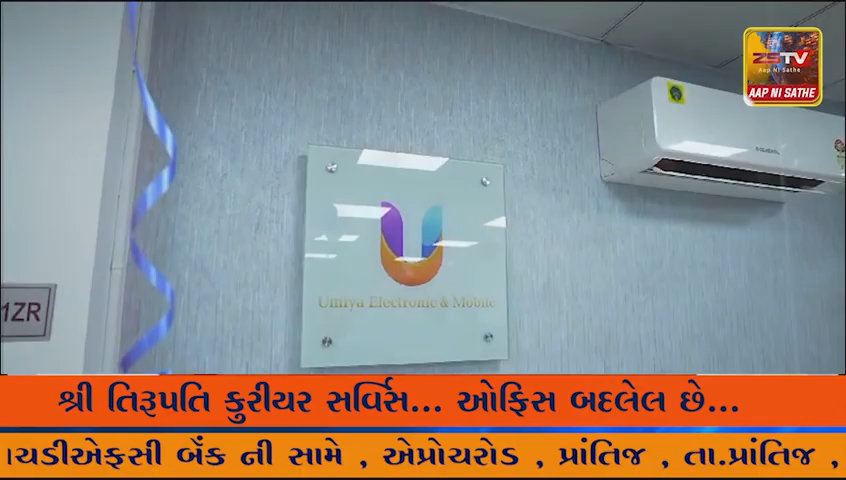 ZSTV
Aap Ni Sathe
AAP NI SATHE
Umiya Electronic & Mobile
1ZR
શ્રી તિરૂપતિ કુરીયર સર્વિસ... ઓફિસ બદલેલ છે...
ચડીએફસી બેંક ની સામે , એપ્રોચરોડ , પ્રાંતિજ , તા.પ્રાંતિજ ,